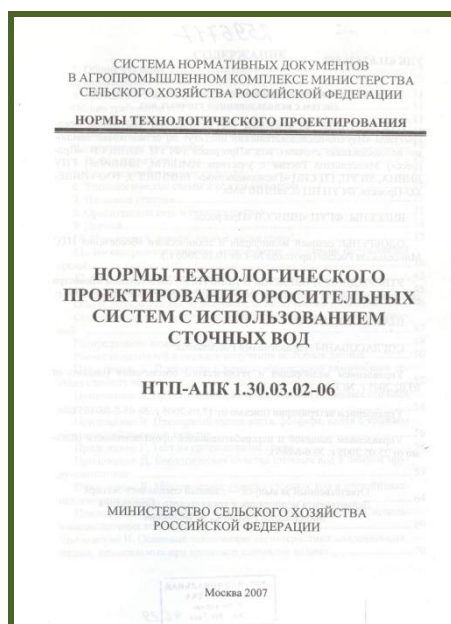 СИСТЕМА НОРМАТИВНЫХ ДОКУМЕНТОВ
В АГРОПРОМЫШЛЕННОМ КОМПЛЕКСЕ МИНИСТЕРСТВА
СЕЛЬСКОГО ХОЗЯЙСТВА РОССИЙСКОЙ ФЕДЕРАЦИИ
НОРМЫ ТЕХНОЛОГИЧЕСКОГО ПРОЕКТИРОВАНИЯ
НОРМЫ ТЕХНОЛОГИЧЕСКОГО
ПРОЕКТИРОВАНИЯ ОРОСИТЕЛЬНЫХ
СИСТЕМ С ИСПОЛЬЗОВАНИЕМ
СТОЧНЫХ ВОД
НТП-АПК 1.30.03.02-06
МИНИСТЕРСТВО СЕЛЬСКОГО ХОЗЯЙСТВА
РОССИЙСКОЙ ФЕДЕРАЦИИ
Москва 2007